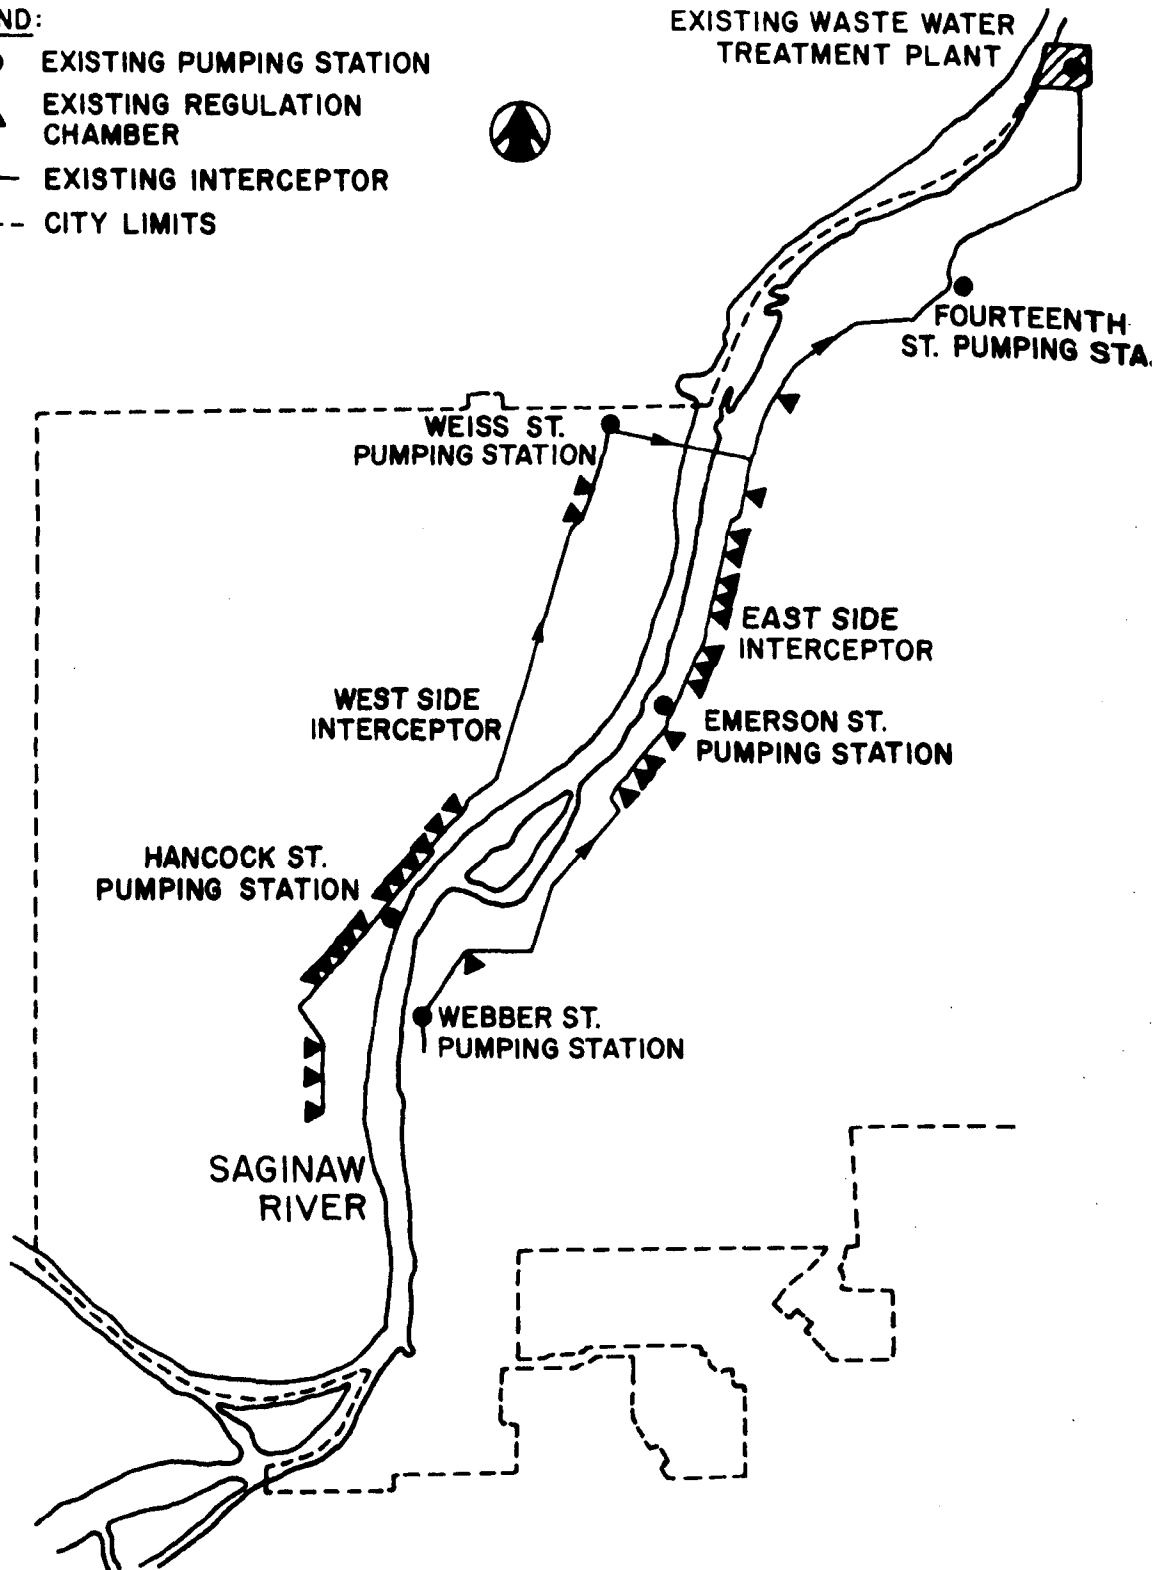 ND:
EXISTING PUMPING STATION
EXISTING REGULATION
CHAMBER
EXISTING INTERCEPTOR
CITY LIMITS
EXISTING WASTE WATER
TREATMENT PLANT
FOURTEENTH
ST. PUMPING STA.
WEISS ST.
PUMPING STATION
EAST SIDE
INTERCEPTOR
WEST SIDE
INTERCEPTOR
EMERSON ST.
PUMPING STATION
HANCOCK ST.
PUMPING STATION
WEBBER ST.
PUMPING STATION
SAGINAW
RIVER